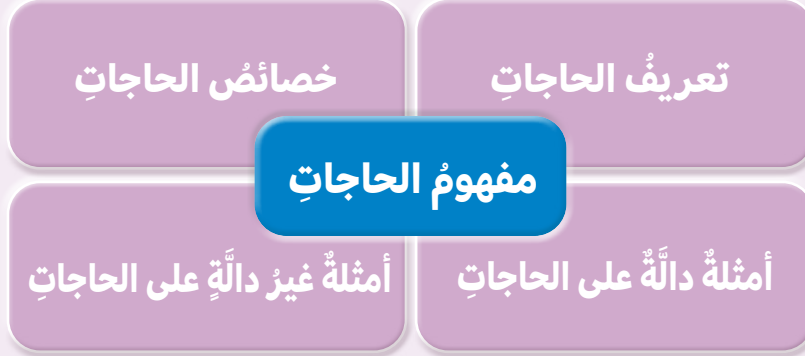 تعريفُ الحاجاتِ
خصائصُ الحاجاتِ
مفهومُ الحاجاتِ
أمثلةٌ دالَّةٌ على الحاجاتِ
أمثلةٌ غيرُ دالَّةٍ على الحاجاتِ